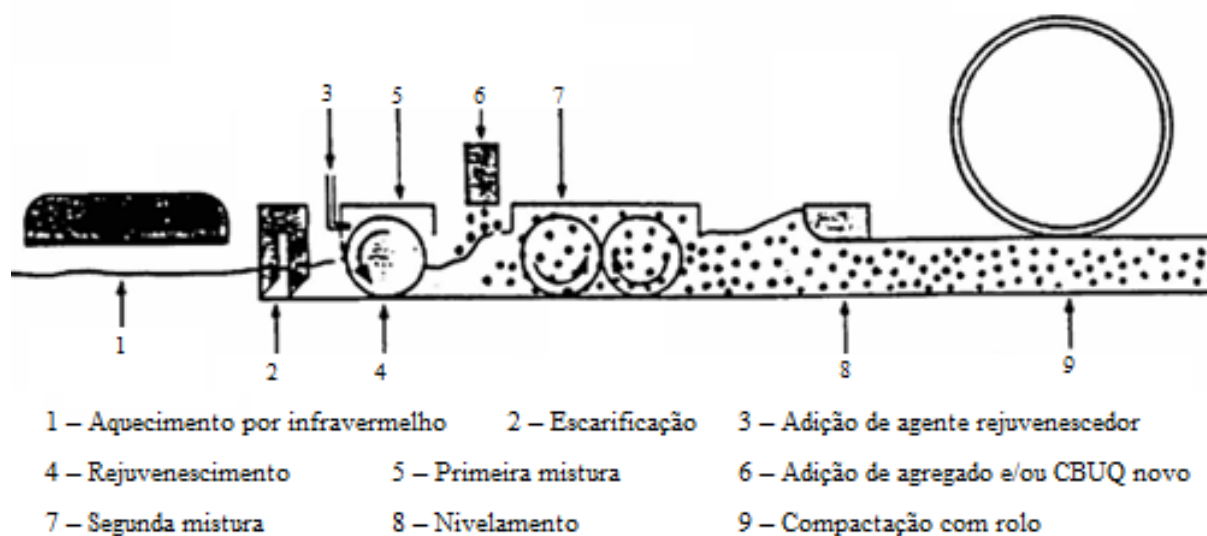 3 5 6 7
1 2 4 8 9
1 – Aquecimento por infravermelho 2 – Escarificação 3 – Adição de agente rejuvenescedor
4 – Rejuvenescimento 5 – Primeira mistura 6 – Adição de agregado e/ou CBUQ novo
7 – Segunda mistura 8 – Nivelamento 9 – Compactação com rolo